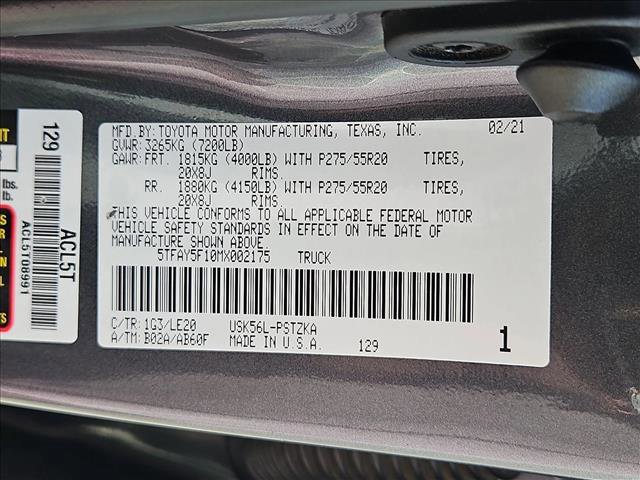 MFD.BY: TOYOTA MOTOR MANUFACTURING, TEXAS, INC. 02/21
GVWR: 3265KG (7200LB)
GAWR: FRT. 1815KG (4000LB) WITH P275/55R20 TIRES,
20X8J RIMS.
RR. 1880KG (4150LB) WITH P275/55R20 TIRES,
20X8J RIMS.
THIS VEHICLE CONFORMS TO ALL APPLICABLE FEDERAL MOTOR
VEHICLE SAFETY STANDARDS IN EFFECT ON THE DATE OF
MANUFACTURE SHOWN ABOVE.
5TFAY5F10MX002175 TRUCK
C/TR: 1G3/LE20 USK56L-PSTZKA
A/TM: B02A/AB60F MADE IN U.S.A. 129 1
129
ACL5T
ACL5T08991
lbs.
lb.